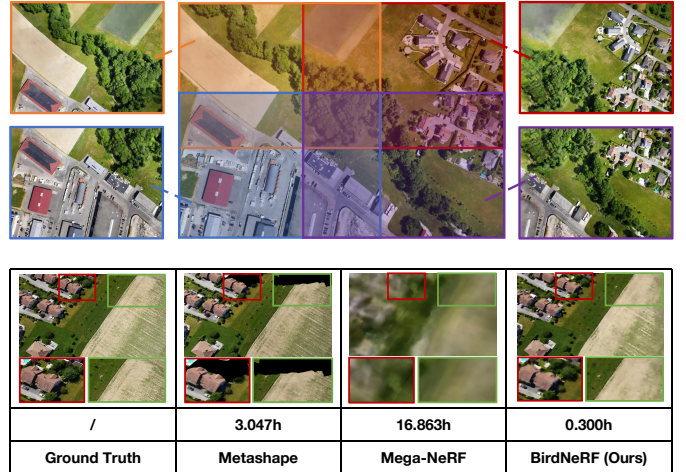 / 3.047h 16.863h 0.300h
Ground Truth Metashape Mega-NeRF BirdNeRF (Ours)